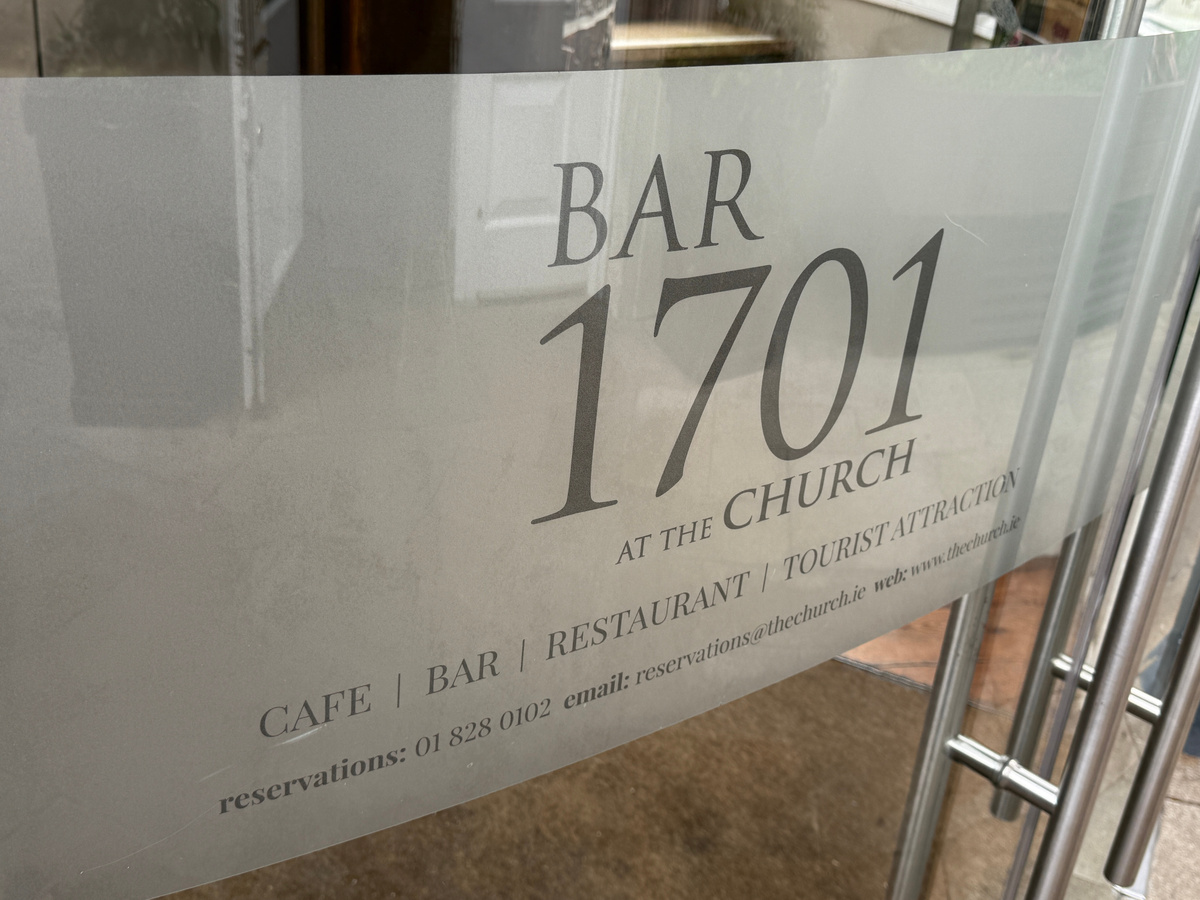 BAR
1701
AT THE CHURCH
CAFE | BAR | RESTAURANT | TOURIST ATTRACTION
reservations: 01 828 0102 email: reservations@thechurch.ie web: www.thechurch.ie